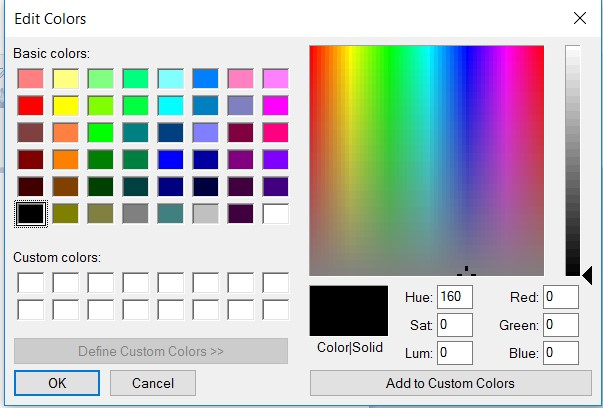 Edit Colors
Basic colors:
Custom colors:
Define Custom Colors >>
OK
Cancel
Color|Solid
Hue: 160
Sat: 0
Lum: 0
Red: 0
Green: 0
Blue: 0
Add to Custom Colors